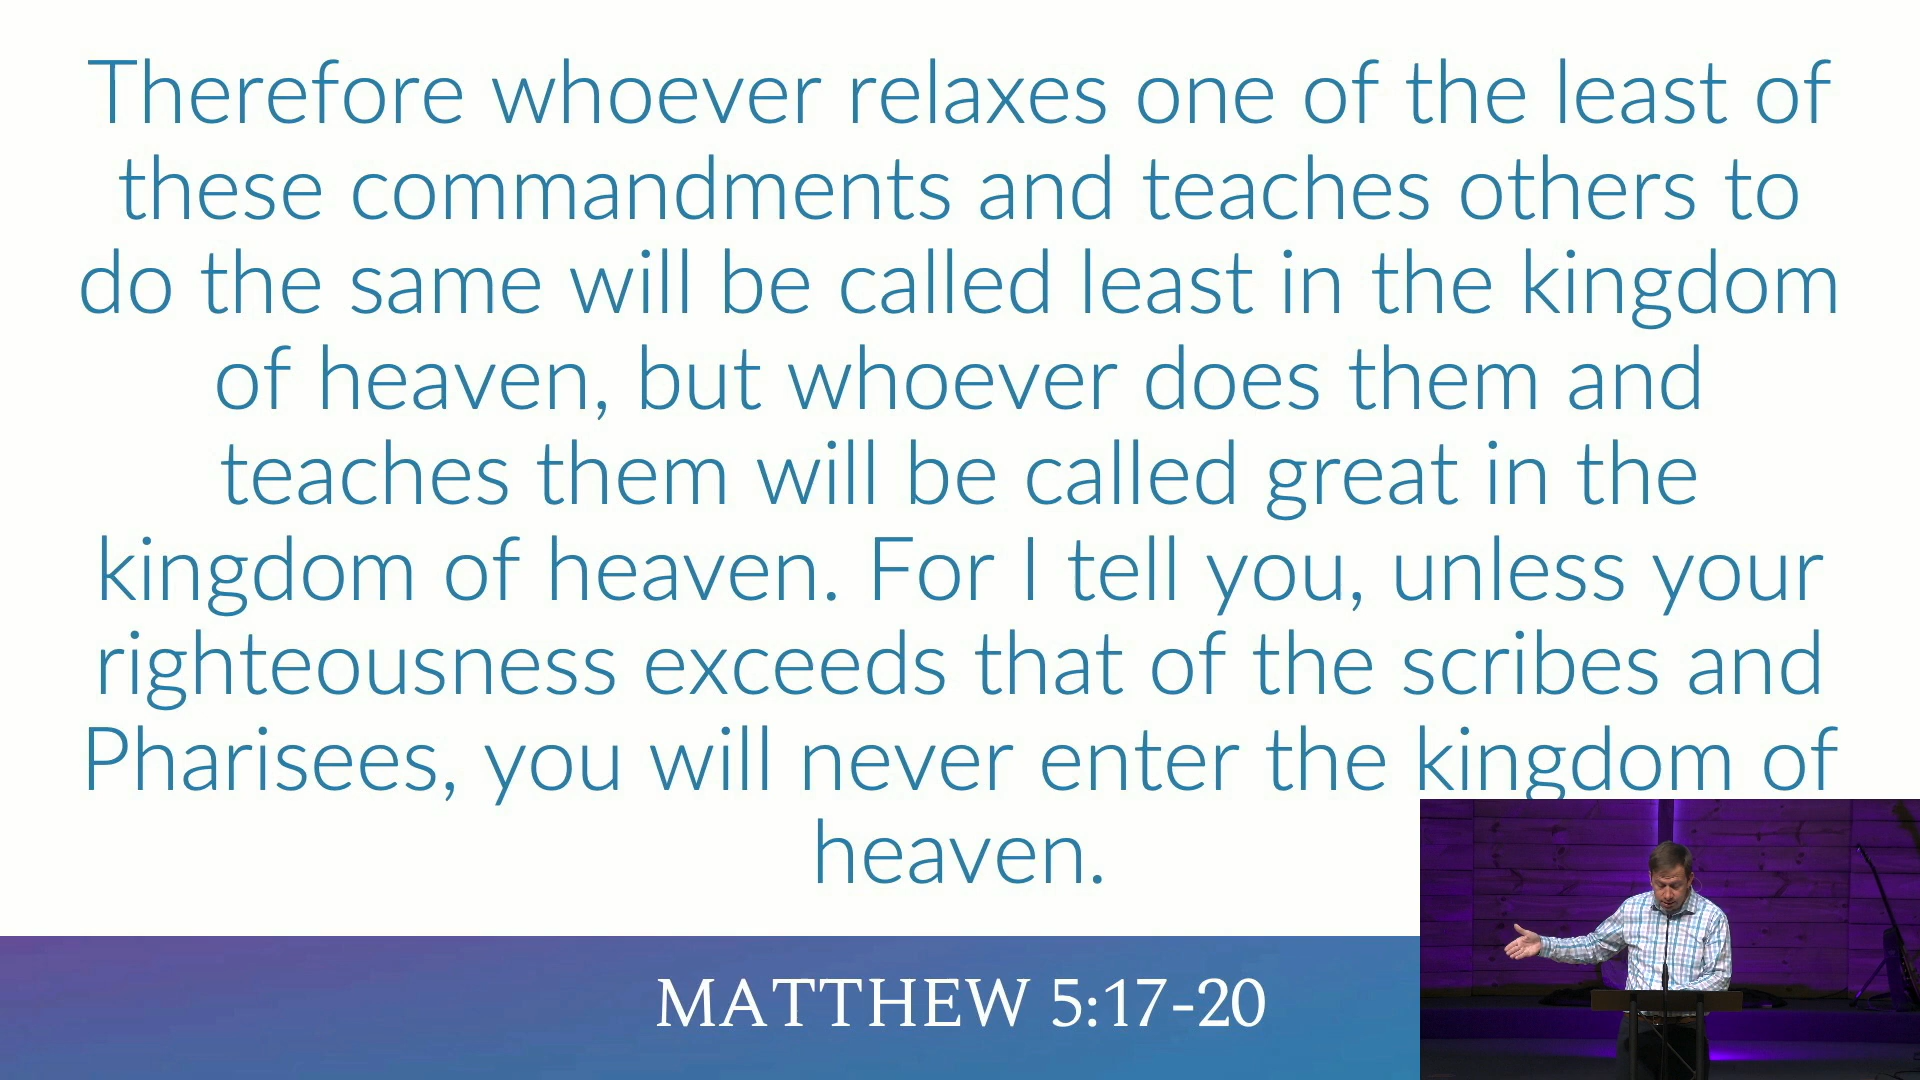 Therefore whoever relaxes one of the least of
these commandments and teaches others to
do the same will be called least in the kingdom
of heaven, but whoever does them and
teaches them will be called great in the
kingdom of heaven. For I tell you, unless your
righteousness exceeds that of the scribes and
Pharisees, you will never enter the kingdom of
heaven.
MATTHEW 5:17-20